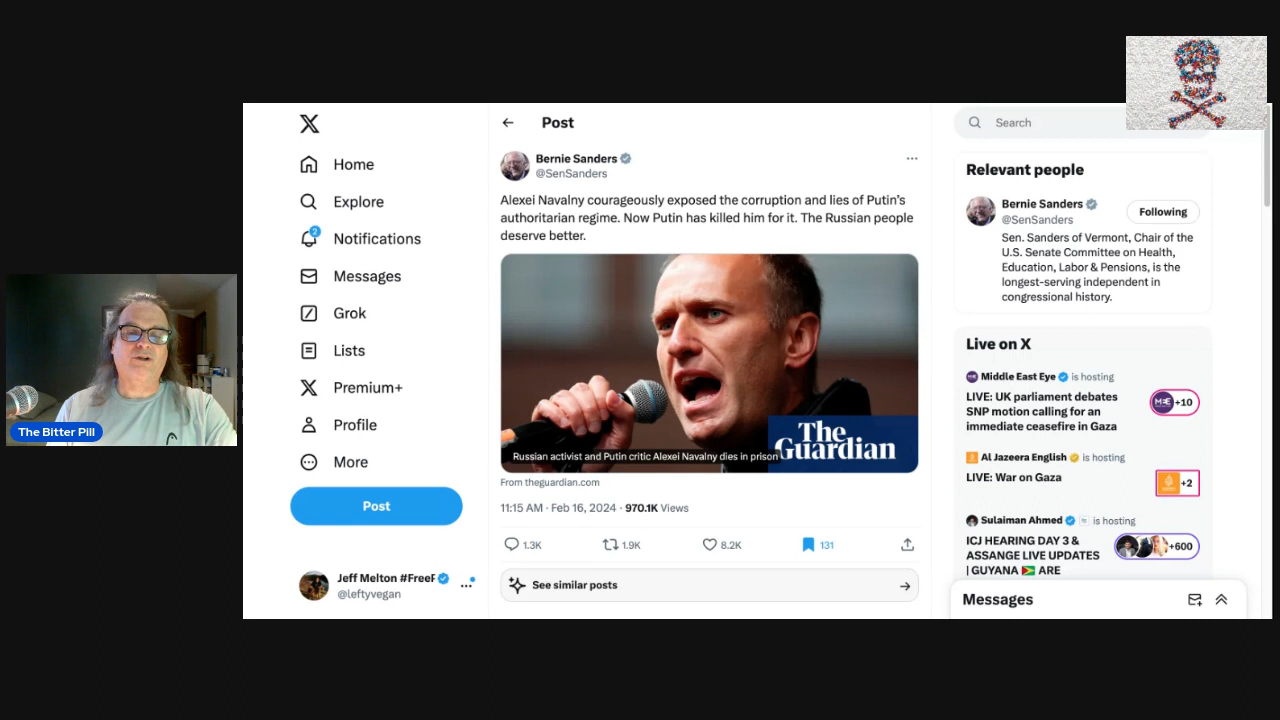 The Bitter Pill
Home
Explore
2
Notifications
Messages
Grok
Lists
Premium+
Profile
More
Post
Jeff Melton #FreeP
@leftyvegan
Post
Bernie Sanders
@SenSanders
Alexei Navalny courageously exposed the corruption and lies of Putin’s
authoritarian regime. Now Putin has killed him for it. The Russian people
deserve better.
The
Guardian
Russian activist and Putin critic Alexei Navalny dies in prison
From theguardian.com
11:15 AM · Feb 16, 2024 · 970.1K Views
1.3K
1.9K
8.2K
131
See similar posts
Search
Relevant people
Bernie Sanders
@SenSanders
Following
Sen. Sanders of Vermont, Chair of the
U.S. Senate Committee on Health,
Education, Labor & Pensions, is the
longest-serving independent in
congressional history.
Live on X
Middle East Eye is hosting
LIVE: UK parliament debates
SNP motion calling for an
immediate ceasefire in Gaza
MEE +10
Al Jazeera English is hosting
LIVE: War on Gaza
+2
Sulaiman Ahmed is hosting
ICJ HEARING DAY 3 &
ASSANGE LIVE UPDATES
| GUYANA 🇬🇾 ARE
+600
Messages